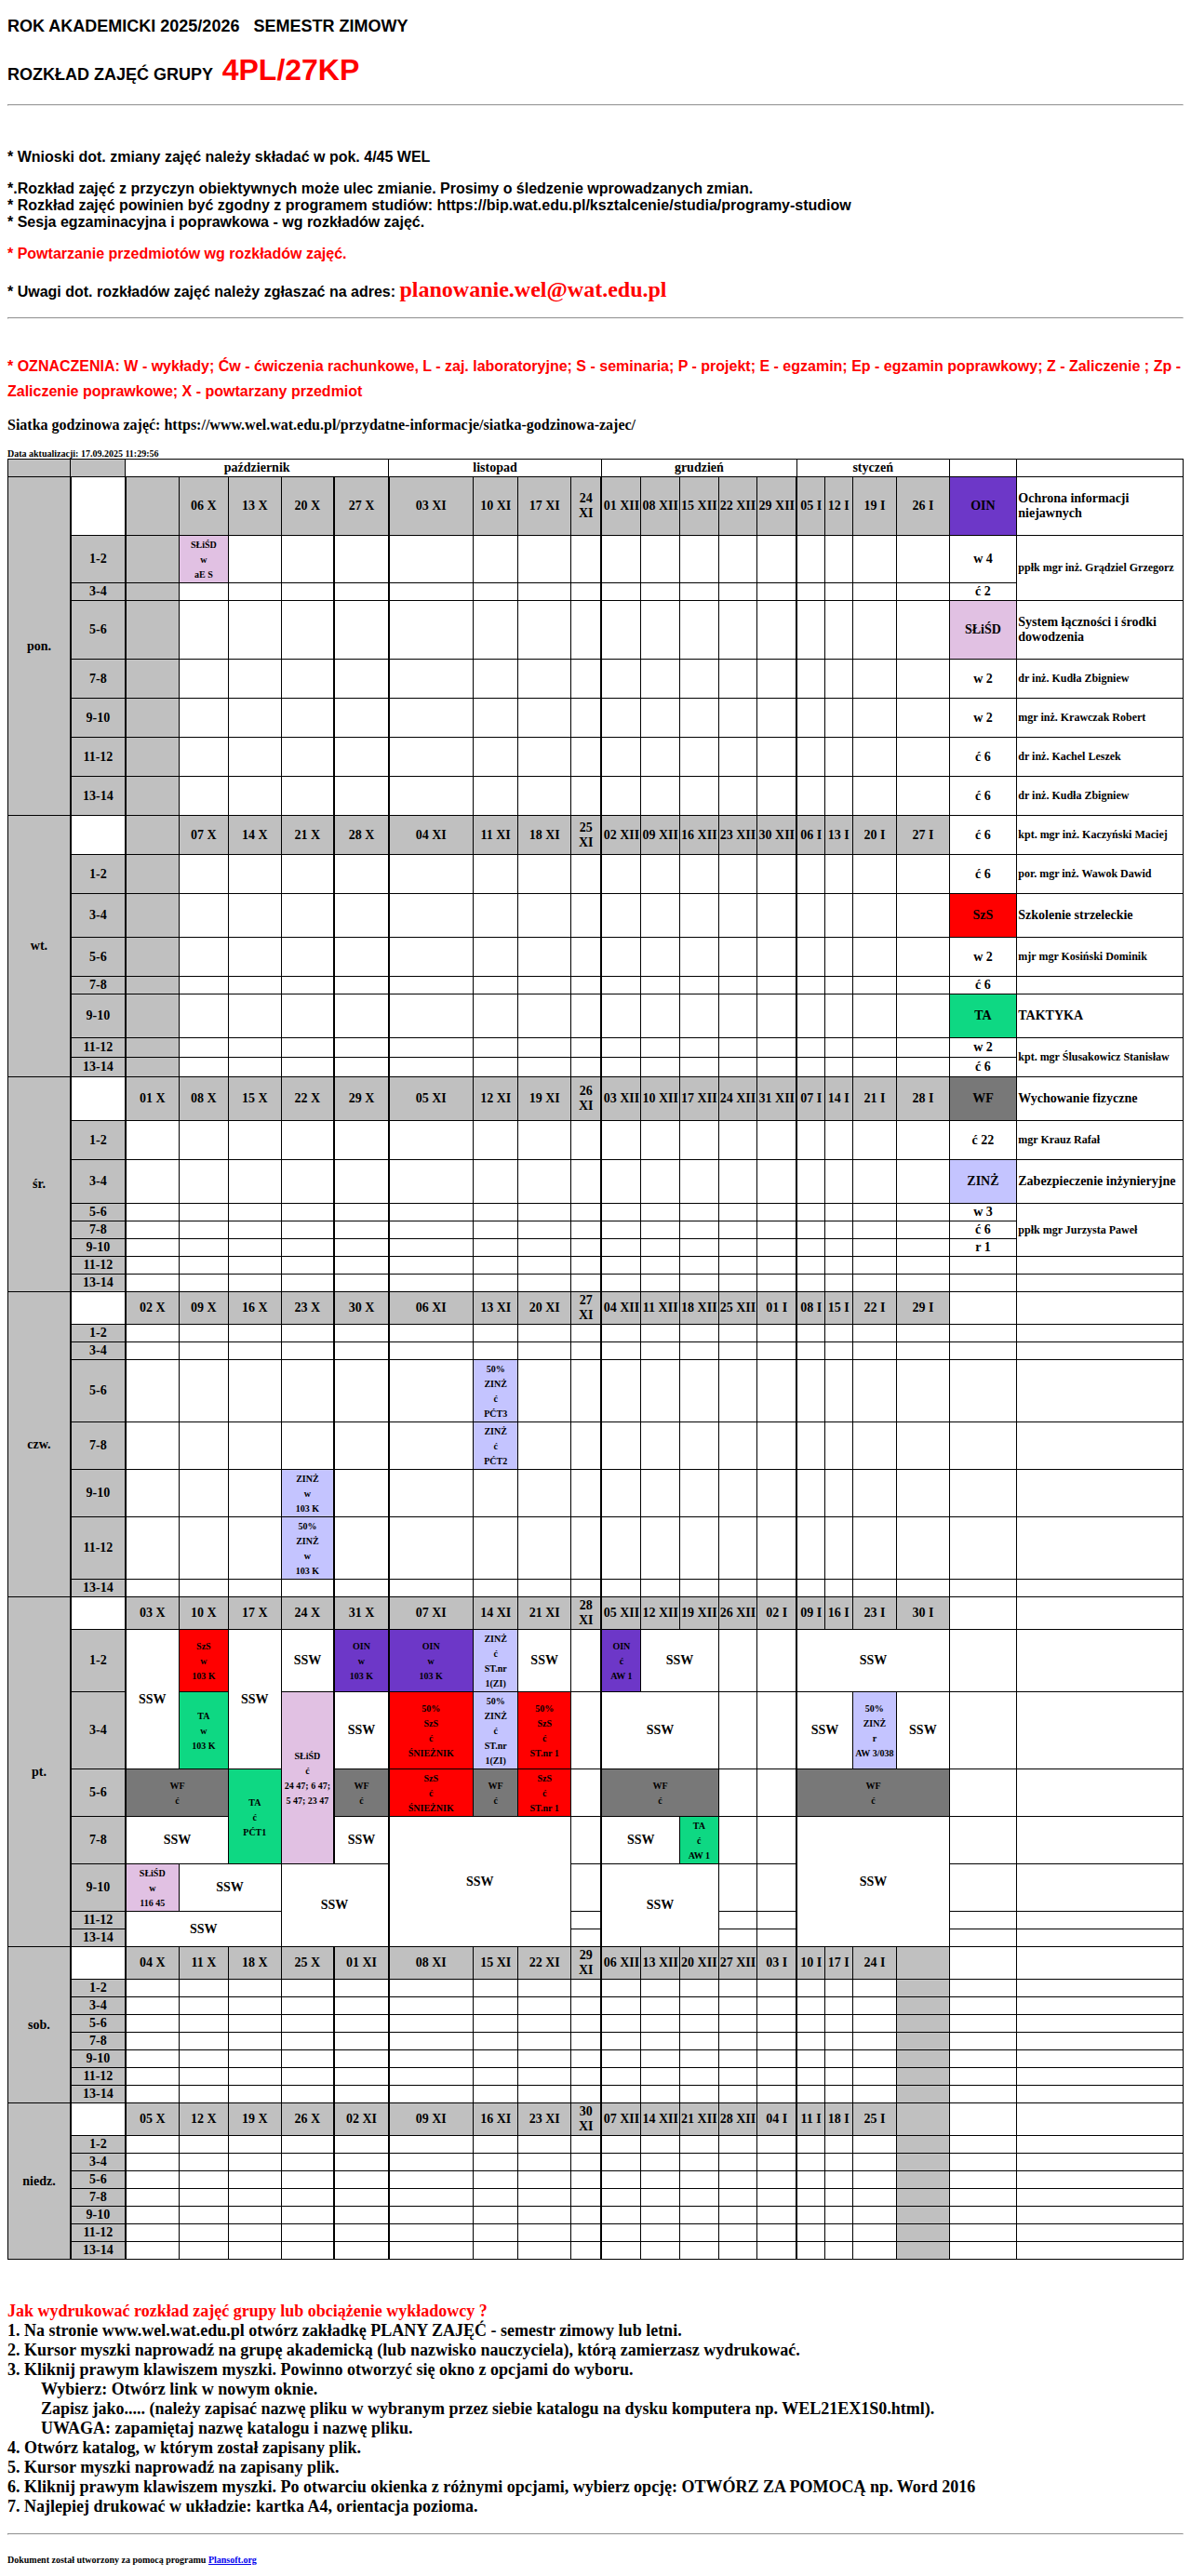 ROK AKADEMICKI 2025/2026 SEMESTR ZIMOWY
ROZKŁAD ZAJĘĆ GRUPY 4PL/27KP
* Wnioski dot. zmiany zajęć należy składać w pok. 4/45 WEL
*.Rozkład zajęć z przyczyn obiektywnych może ulec zmianie. Prosimy o śledzenie wprowadzanych zmian.
* Rozkład zajęć powinien być zgodny z programem studiów: https://bip.wat.edu.pl/ksztalcenie/studia/programy-studiow
* Sesja egzaminacyjna i poprawkowa - wg rozkładów zajęć.
* Powtarzanie przedmiotów wg rozkładów zajęć.
* Uwagi dot. rozkładów zajęć należy zgłaszać na adres: planowanie.wel@wat.edu.pl
* OZNACZENIA: W - wykłady; Ćw - ćwiczenia rachunkowe, L - zaj. laboratoryjne; S - seminaria; P - projekt; E - egzamin; Ep - egzamin poprawkowy; Z - Zaliczenie ; Zp -
Zaliczenie poprawkowe; X - powtarzany przedmiot
Siatka godzinowa zajęć: https://www.wel.wat.edu.pl/przydatne-informacje/siatka-godzinowa-zajec/
Data aktualizacji: 17.09.2025 11:29:56
październik listopad grudzień styczeń
pon. 06 X 13 X 20 X 27 X 03 XI 10 XI 17 XI 24 XI 01 XII 08 XII 15 XII 22 XII 29 XII 05 I 12 I 19 I 26 I OIN Ochrona informacji niejawnych
1-2 SŁiŚD w aE S w 4 ppłk mgr inż. Grądziel Grzegorz
3-4 ć 2
5-6 SŁiŚD System łączności i środki dowodzenia
7-8 w 2 dr inż. Kudła Zbigniew
9-10 w 2 mgr inż. Krawczak Robert
11-12 ć 6 dr inż. Kachel Leszek
13-14 ć 6 dr inż. Kudła Zbigniew
wt. 07 X 14 X 21 X 28 X 04 XI 11 XI 18 XI 25 XI 02 XII 09 XII 16 XII 23 XII 30 XII 06 I 13 I 20 I 27 I ć 6 kpt. mgr inż. Kaczyński Maciej
1-2 ć 6 por. mgr inż. Wawok Dawid
3-4 SzS Szkolenie strzeleckie
5-6 w 2 mjr mgr Kosiński Dominik
7-8 ć 6
9-10 TA TAKTYKA
11-12 w 2 kpt. mgr Ślusakowicz Stanisław
13-14 ć 6
śr. 01 X 08 X 15 X 22 X 29 X 05 XI 12 XI 19 XI 26 XI 03 XII 10 XII 17 XII 24 XII 31 XII 07 I 14 I 21 I 28 I WF Wychowanie fizyczne
1-2 ć 22 mgr Krauz Rafał
3-4 ZINŻ Zabezpieczenie inżynieryjne
5-6 w 3
7-8 ć 6 ppłk mgr Jurzysta Paweł
9-10 r 1
11-12
13-14
czw. 02 X 09 X 16 X 23 X 30 X 06 XI 13 XI 20 XI 27 XI 04 XII 11 XII 18 XII 25 XII 01 I 08 I 15 I 22 I 29 I
1-2
3-4
5-6 50% ZINŻ ć PĆT3
7-8 ZINŻ ć PĆT2
9-10 ZINŻ w 103 K
11-12 50% ZINŻ w 103 K
13-14
pt. 03 X 10 X 17 X 24 X 31 X 07 XI 14 XI 21 XI 28 XI 05 XII 12 XII 19 XII 26 XII 02 I 09 I 16 I 23 I 30 I
1-2 SSW SzS w 103 K SSW SSW OIN w 103 K OIN w 103 K ZINŻ ć ST.nr 1(ZI) SSW OIN ć AW 1 SSW SSW
3-4 TA w 103 K SŁiŚD ć 24 47; 6 47; 5 47; 23 47 SSW 50% SzS ć ŚNIEŻNIK 50% ZINŻ ć ST.nr 1(ZI) 50% SzS ć ST.nr 1 SSW SSW 50% ZINŻ r AW 3/038 SSW
5-6 WF ć TA ć PĆT1 WF ć SzS ć ŚNIEŻNIK WF ć SzS ć ST.nr 1 WF ć WF ć
7-8 SSW SSW SSW SSW TA ć AW 1 SSW
9-10 SŁiŚD w 116 45 SSW SSW SSW
11-12 SSW
13-14
sob. 04 X 11 X 18 X 25 X 01 XI 08 XI 15 XI 22 XI 29 XI 06 XII 13 XII 20 XII 27 XII 03 I 10 I 17 I 24 I
1-2
3-4
5-6
7-8
9-10
11-12
13-14
niedz. 05 X 12 X 19 X 26 X 02 XI 09 XI 16 XI 23 XI 30 XI 07 XII 14 XII 21 XII 28 XII 04 I 11 I 18 I 25 I
1-2
3-4
5-6
7-8
9-10
11-12
13-14
Jak wydrukować rozkład zajęć grupy lub obciążenie wykładowcy ?
1. Na stronie www.wel.wat.edu.pl otwórz zakładkę PLANY ZAJĘĆ - semestr zimowy lub letni.
2. Kursor myszki naprowadź na grupę akademicką (lub nazwisko nauczyciela), którą zamierzasz wydrukować.
3. Kliknij prawym klawiszem myszki. Powinno otworzyć się okno z opcjami do wyboru.
Wybierz: Otwórz link w nowym oknie.
Zapisz jako..... (należy zapisać nazwę pliku w wybranym przez siebie katalogu na dysku komputera np. WEL21EX1S0.html).
UWAGA: zapamiętaj nazwę katalogu i nazwę pliku.
4. Otwórz katalog, w którym został zapisany plik.
5. Kursor myszki naprowadź na zapisany plik.
6. Kliknij prawym klawiszem myszki. Po otwarciu okienka z różnymi opcjami, wybierz opcję: OTWÓRZ ZA POMOCĄ np. Word 2016
7. Najlepiej drukować w układzie: kartka A4, orientacja pozioma.
Dokument został utworzony za pomocą programu Plansoft.org